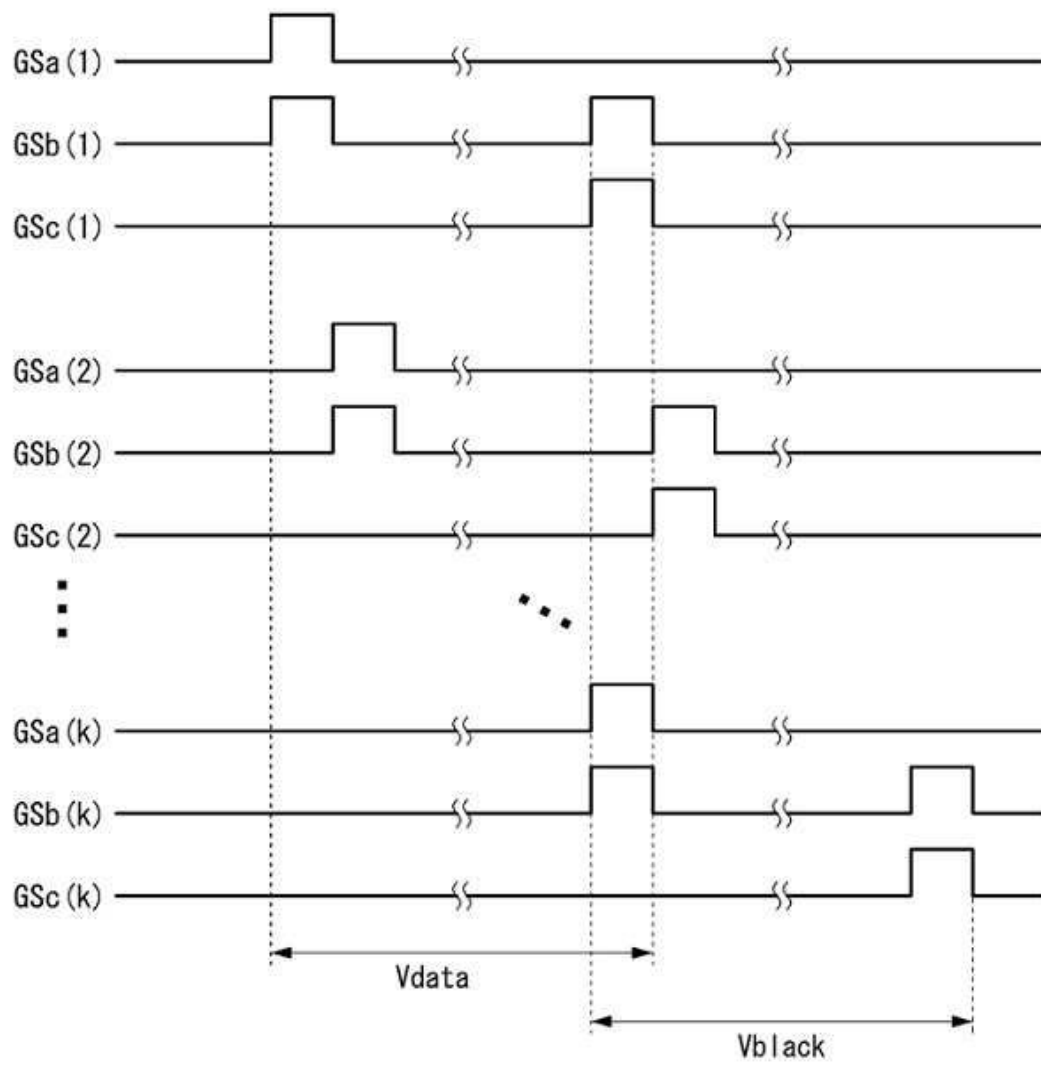 GSa(1)
GSb(1)
GSc(1)
GSa(2)
GSb(2)
GSc(2)
GSa(k)
GSb(k)
GSc(k)
Vdata
Vblack